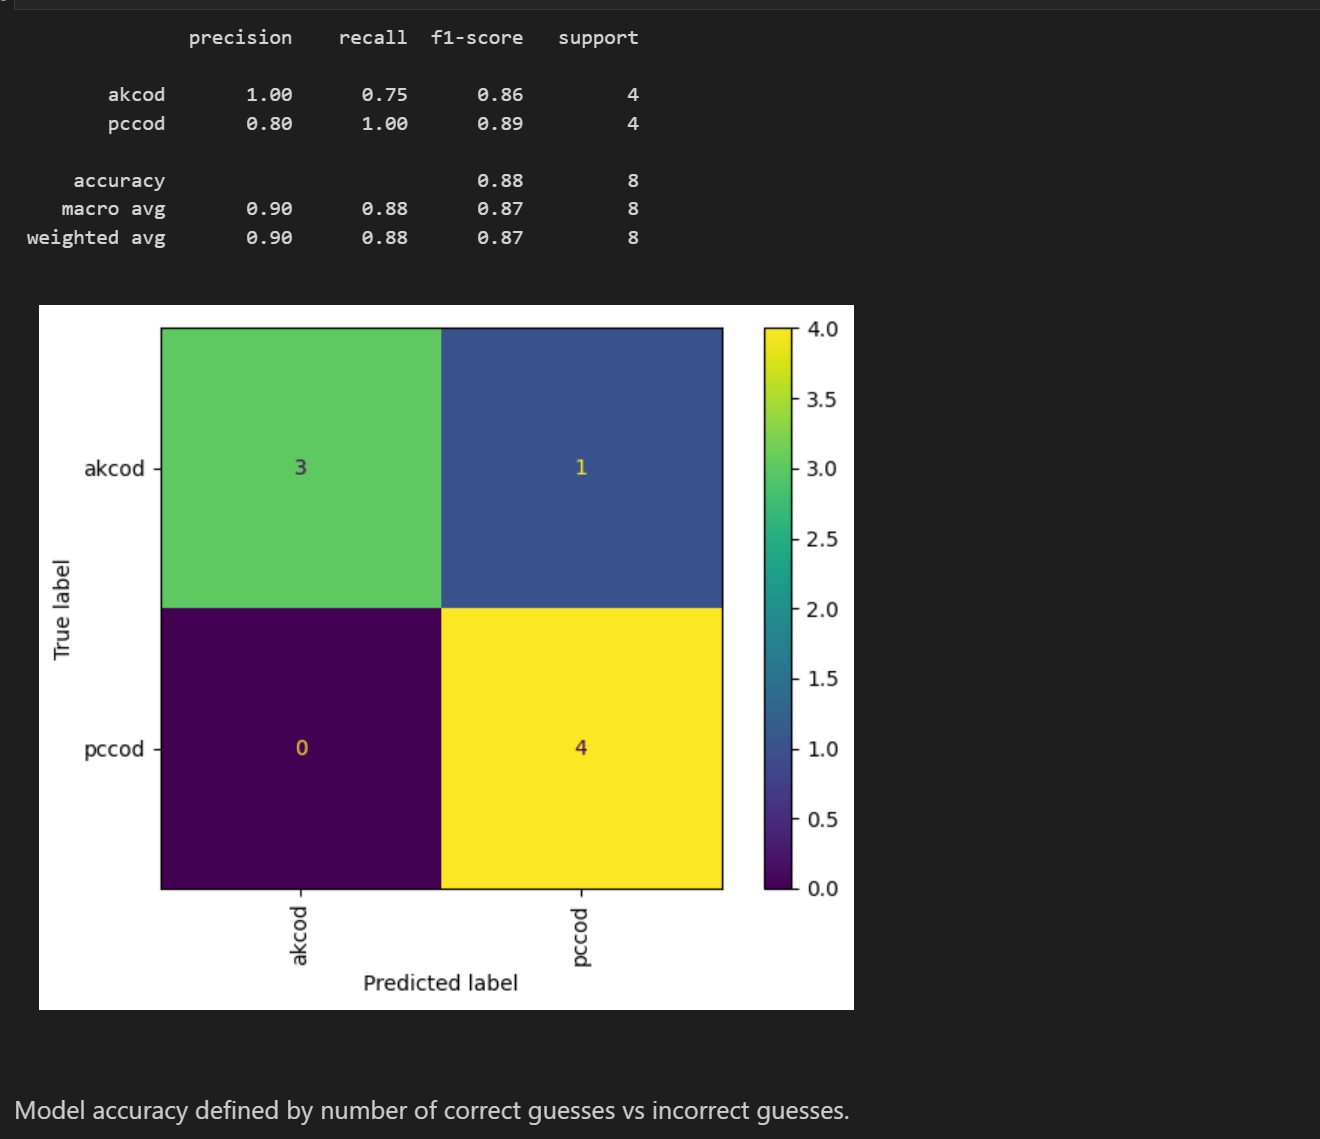 precision recall f1-score support
akcod 1.00 0.75 0.86 4
pccod 0.80 1.00 0.89 4
accuracy 0.88 8
macro avg 0.90 0.88 0.87 8
weighted avg 0.90 0.88 0.87 8
4.0
3.5
akcod 3 1 3.0
2.5
True label
2.0
1.5
pccod 0 4 1.0
0.5
0.0
akcod pccod
Predicted label
Model accuracy defined by number of correct guesses vs incorrect guesses.